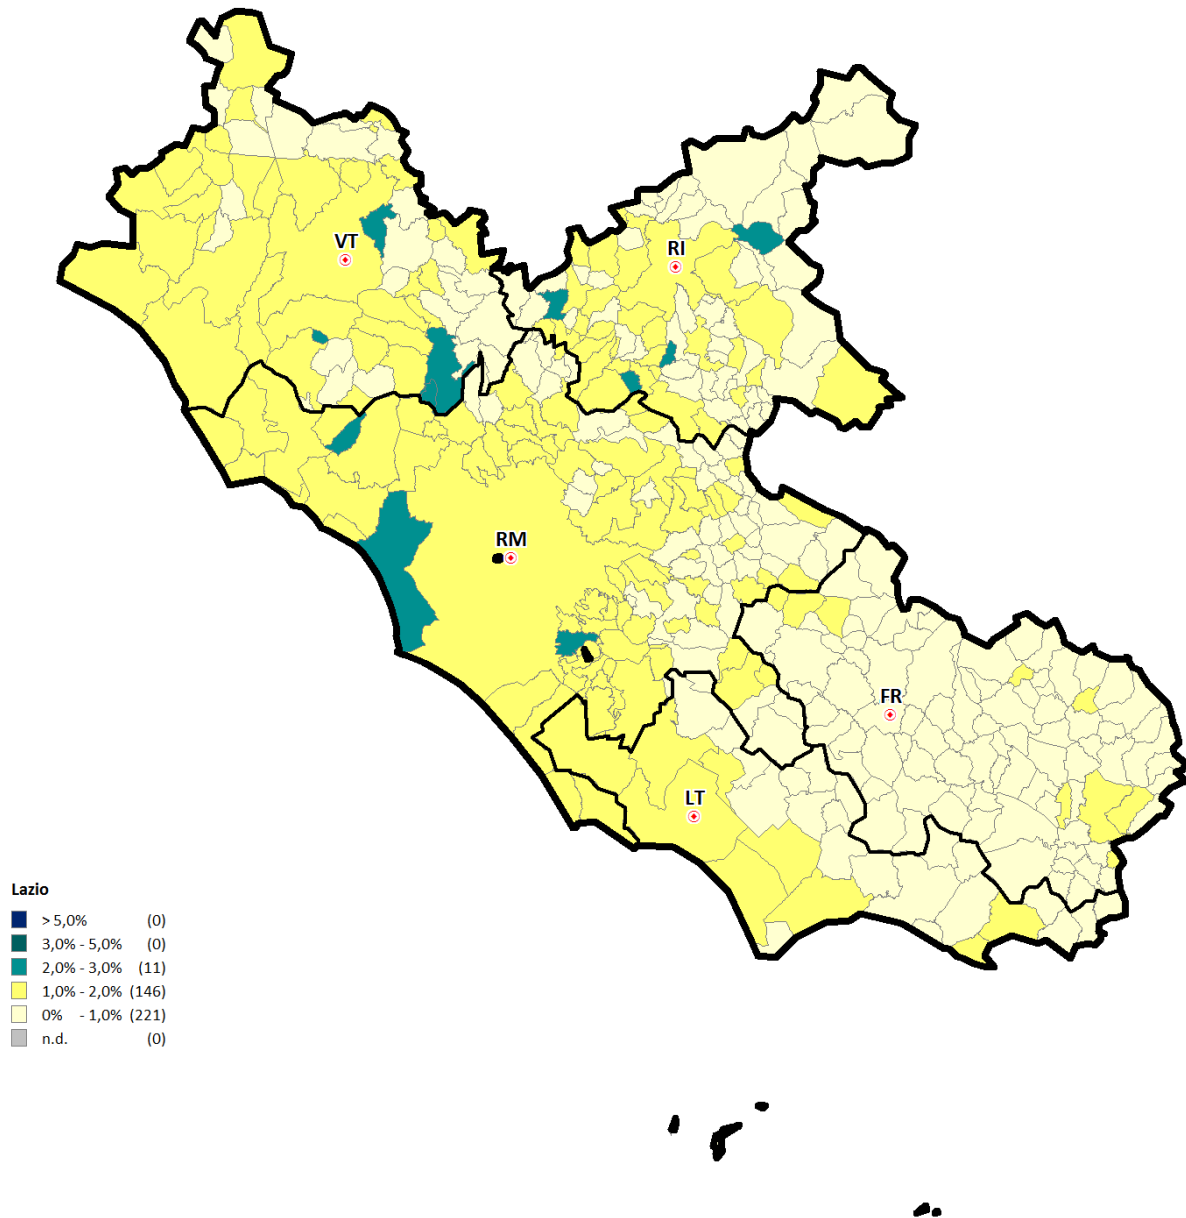 VT
RI
RM
FR
LT
Lazio
> 5,0% (0)
3,0% - 5,0% (0)
2,0% - 3,0% (11)
1,0% - 2,0% (146)
0% - 1,0% (221)
n.d. (0)